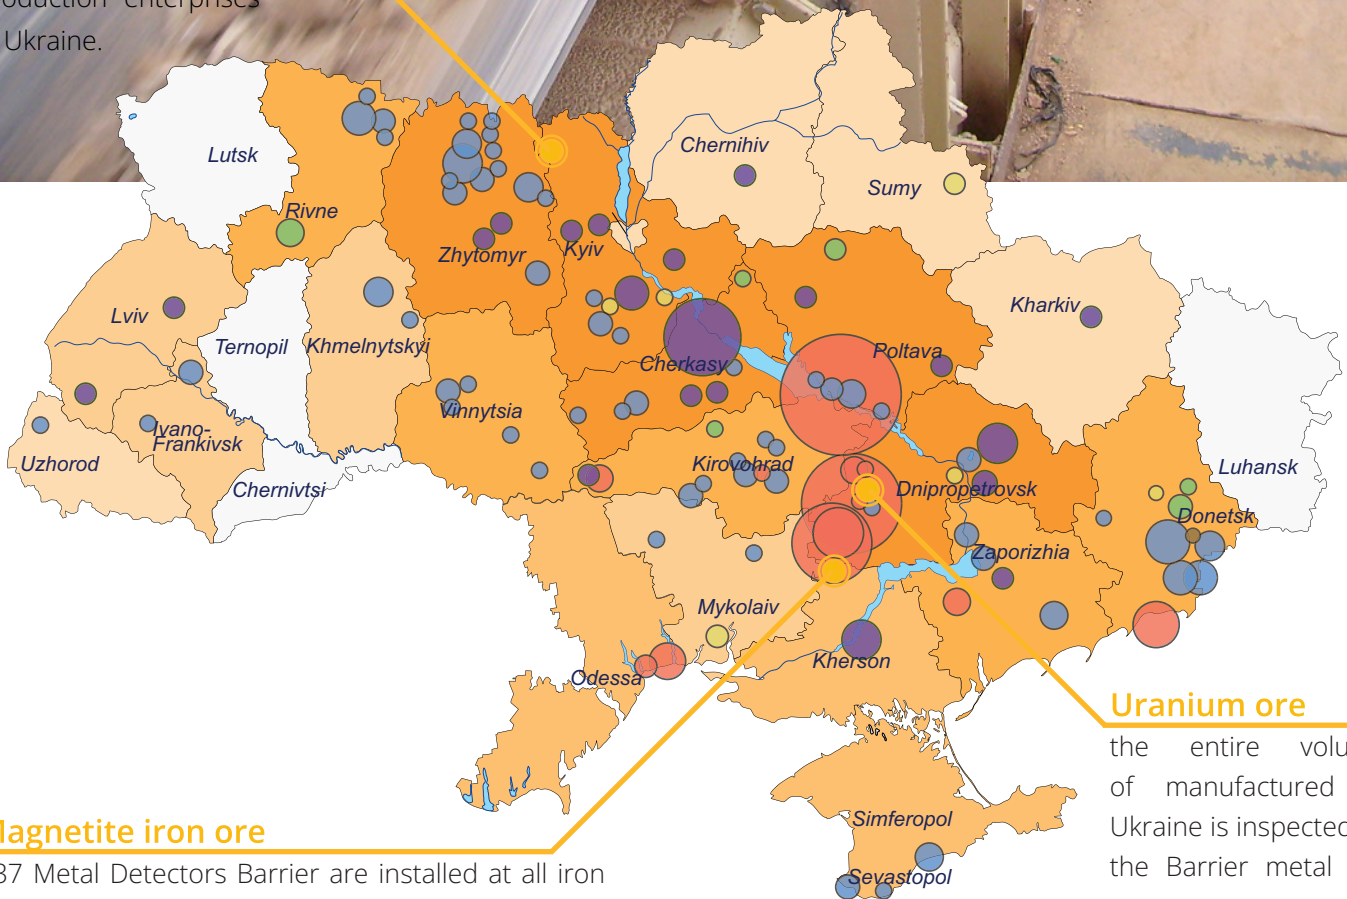 enterprises
Ukraine.
Lutsk
Chernihiv
Sumy
Rivne
Zhytomyr
Kyiv
Kharkiv
Lviv
Ternopil
Khmelnytskyi
Cherkasy
Poltava
Vinnytsia
Ivano-
Frankivsk
Uzhorod
Kirovohrad
Luhansk
Chernivtsi
Dnipropetrovsk
Donetsk
Zaporizhia
Mykolaiv
Kherson
Odessa
Simferopol
Sevastopol
Uranium ore
the entire
of manufactured
Ukraine is inspected
the Barrier metal
Magnetite iron ore
37 Metal Detectors Barrier are installed at all iron